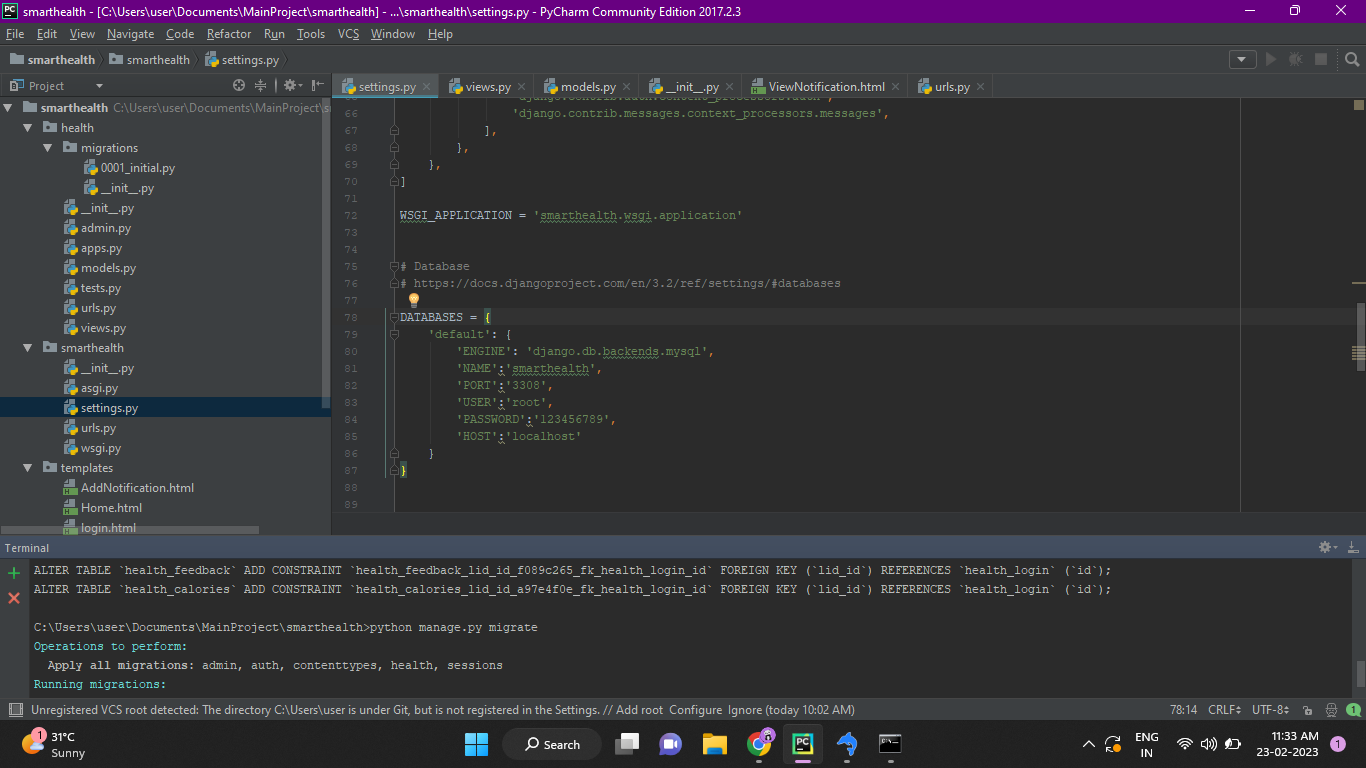 smarthealth - [C:\Users\user\Documents\MainProject\smarthealth] - ...\smarthealth\settings.py - PyCharm Community Edition 2017.2.3
File Edit View Navigate Code Refactor Run Tools VCS Window Help
smarthealth smarthealth settings.py
Project
settings.py views.py models.py __init__.py ViewNotification.html urls.py
smarthealth C:\Users\user\Documents\MainProject\s
health
migrations
0001_initial.py
__init__.py
__init__.py
admin.py
apps.py
models.py
tests.py
urls.py
views.py
smarthealth
__init__.py
asgi.py
settings.py
urls.py
wsgi.py
templates
AddNotification.html
Home.html
login.html
'django.contrib.auth.context_processors.auth',
66 'django.contrib.messages.context_processors.messages',
67 ],
68 },
69 },
70 ]
71
72 WSGI_APPLICATION = 'smarthealth.wsgi.application'
73
74
75 # Database
76 # https://docs.djangoproject.com/en/3.2/ref/settings/#databases
77
78 DATABASES = {
79 'default': {
80 'ENGINE': 'django.db.backends.mysql',
81 'NAME':'smarthealth',
82 'PORT':'3308',
83 'USER':'root',
84 'PASSWORD':'123456789',
85 'HOST':'localhost'
86 }
87 }
88
89
Terminal
ALTER TABLE `health_feedback` ADD CONSTRAINT `health_feedback_lid_id_f089c265_fk_health_login_id` FOREIGN KEY (`lid_id`) REFERENCES `health_login` (`id`);
ALTER TABLE `health_calories` ADD CONSTRAINT `health_calories_lid_id_a97e4f0e_fk_health_login_id` FOREIGN KEY (`lid_id`) REFERENCES `health_login` (`id`);
C:\Users\user\Documents\MainProject\smarthealth>python manage.py migrate
Operations to perform:
Apply all migrations: admin, auth, contenttypes, health, sessions
Running migrations:
Unregistered VCS root detected: The directory C:\Users\user is under Git, but is not registered in the Settings. // Add root Configure Ignore (today 10:02 AM)
78:14 CRLF UTF-8 1
1 31°C
Sunny
Search
PC
ENG
IN
11:33 AM
23-02-2023
1